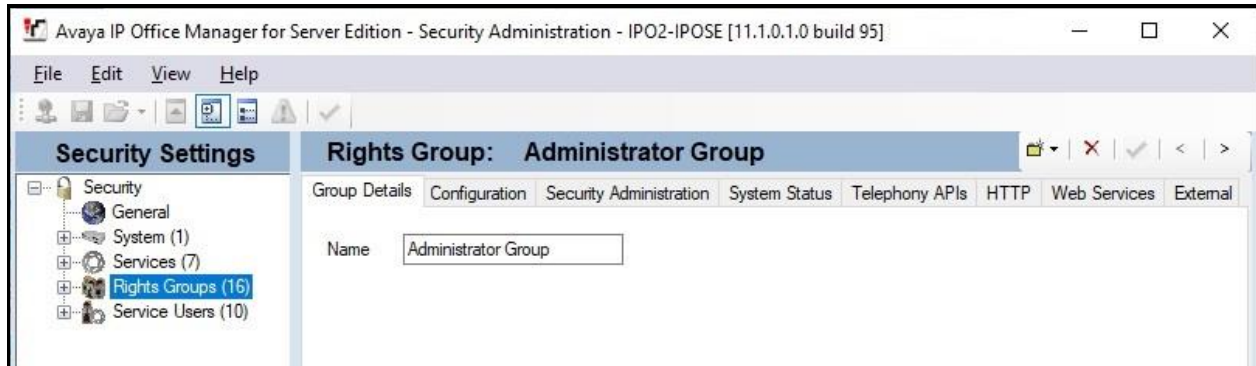 Avaya IP Office Manager for Server Edition - Security Administration - IPO2-IPOSE [11.1.0.1.0 build 95]
File Edit View Help
Security Settings
Security
General
System (1)
Services (7)
Rights Groups (16)
Service Users (10)
Rights Group: Administrator Group
Group Details Configuration Security Administration System Status Telephony APIs HTTP Web Services External
Name Administrator Group